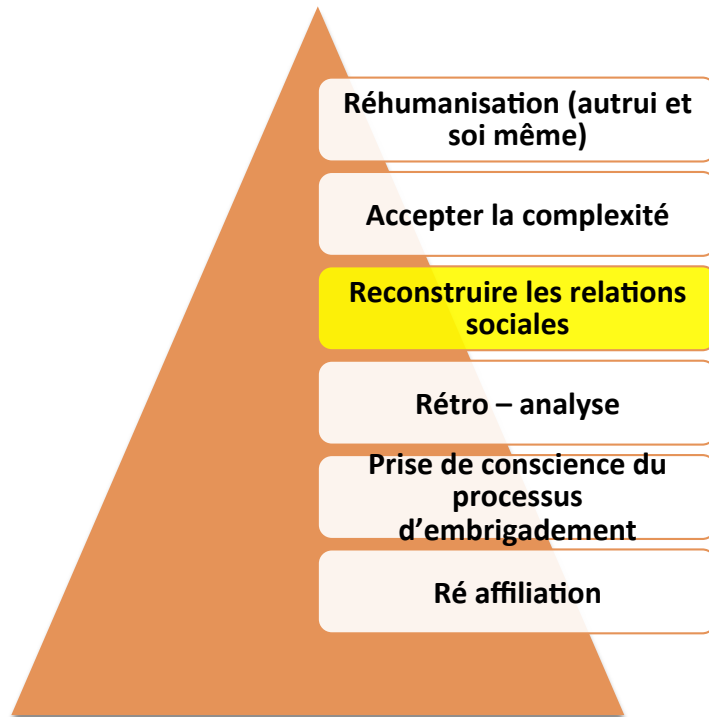 Réhumanisation (autrui et
soi même)
Accepter la complexité
Reconstruire les relations
sociales
Rétro – analyse
Prise de conscience du
processus
d’embrigadement
Ré affiliation